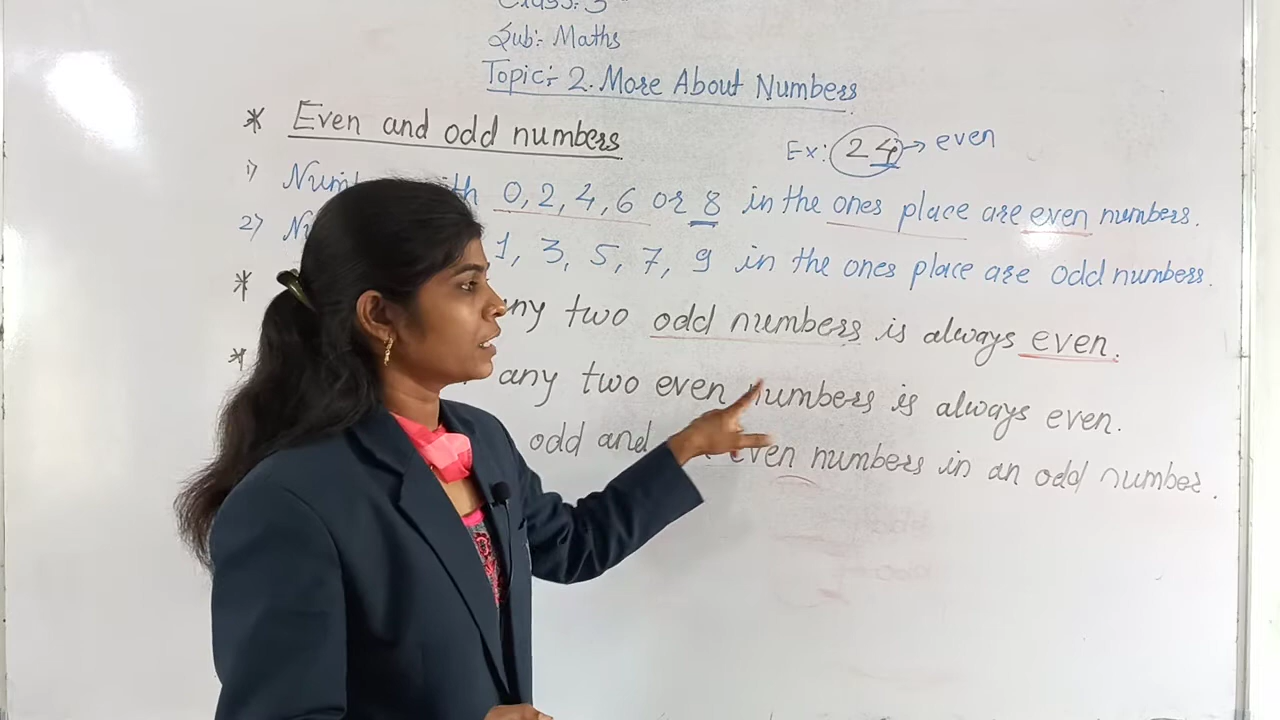 Class: 3
Sub:- Maths
Topic:- 2. More About Numbers
* Even and odd numbers
Ex: 24 → even
1) 0, 2, 4, 6 or 8 in the ones place are even numbers.
2) 1, 3, 5, 7, 9 in the ones place are odd numbers.
* any two odd numbers is always even.
* any two even numbers is always even.
odd and even numbers in an odd number.